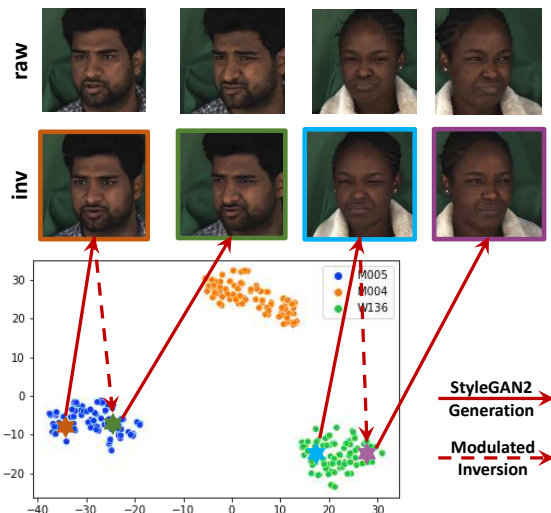 raw
inv
M005
M004
W136
30
20
10
0
−10
−20
−40
−30
−20
−10
0
10
20
30
StyleGAN2
Generation
Modulated
Inversion